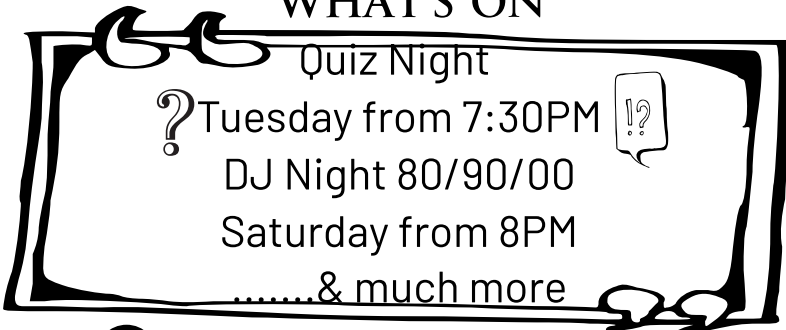 WHAT'S ON
Quiz Night
?Tuesday from 7:30PM !?
DJ Night 80/90/00
Saturday from 8PM
.......& much more